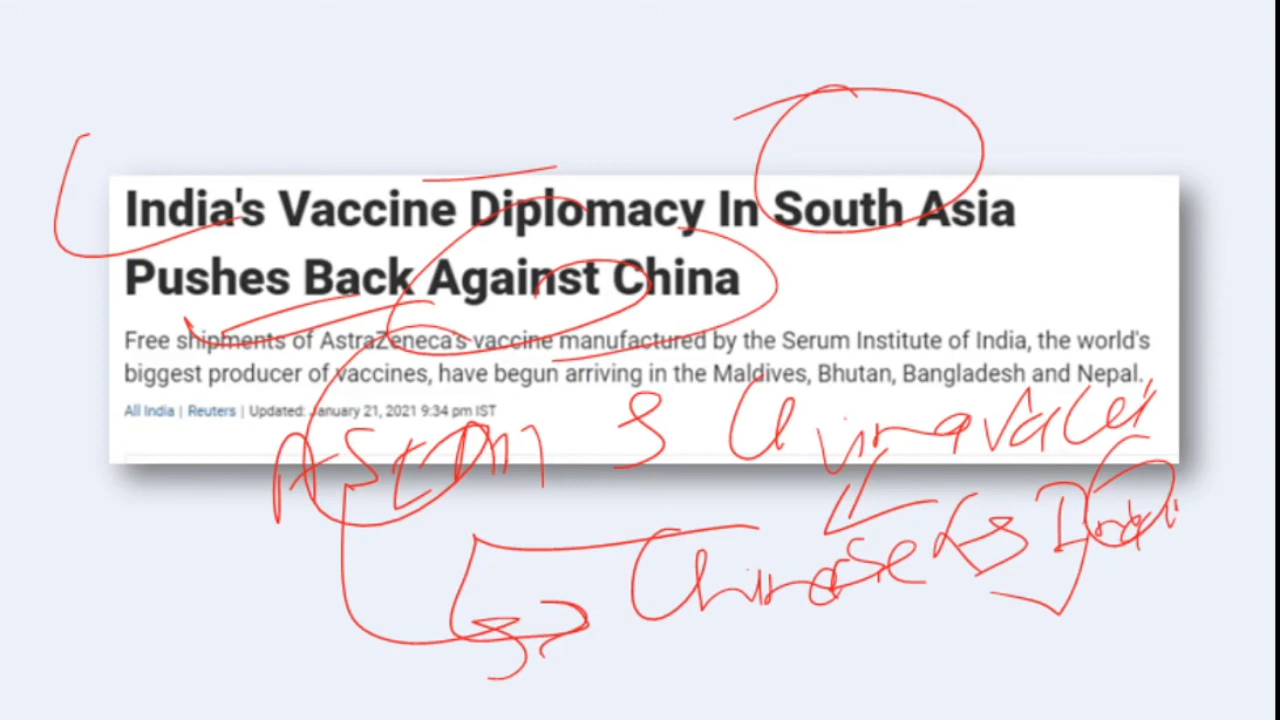 India's Vaccine Diplomacy In South Asia
Pushes Back Against China
Free shipments of AstraZeneca's vaccine manufactured by the Serum Institute of India, the world's
biggest producer of vaccines, have begun arriving in the Maldives, Bhutan, Bangladesh and Nepal.
All India | Reuters | Updated: January 21, 2021 9:34 pm IST
Chinese